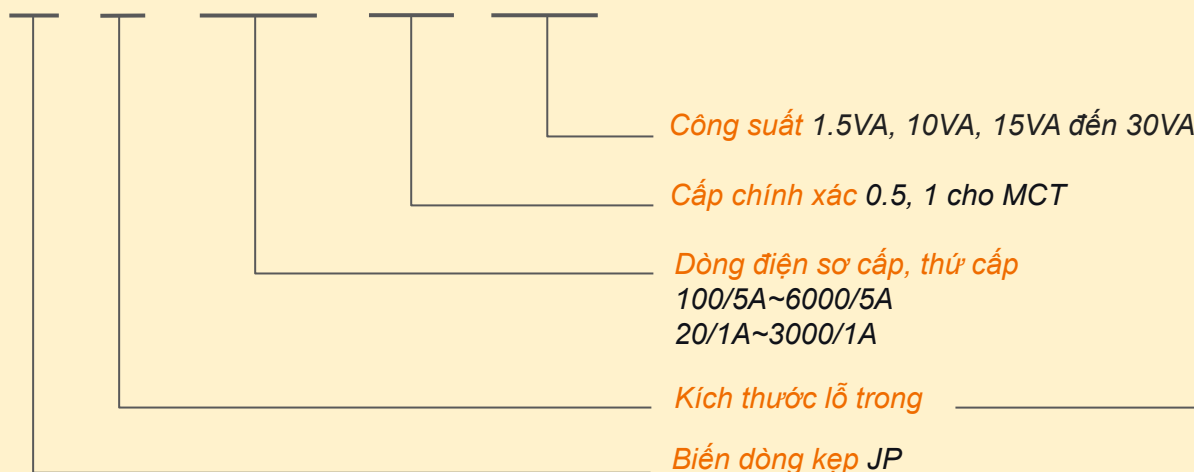 Công suất 1.5VA, 10VA, 15VA đến 30VA
Cấp chính xác 0.5, 1 cho MCT
Dòng điện sơ cấp, thứ cấp
100/5A~6000/5A
20/1A~3000/1A
Kích thước lỗ trong
Biến dòng kẹp JP